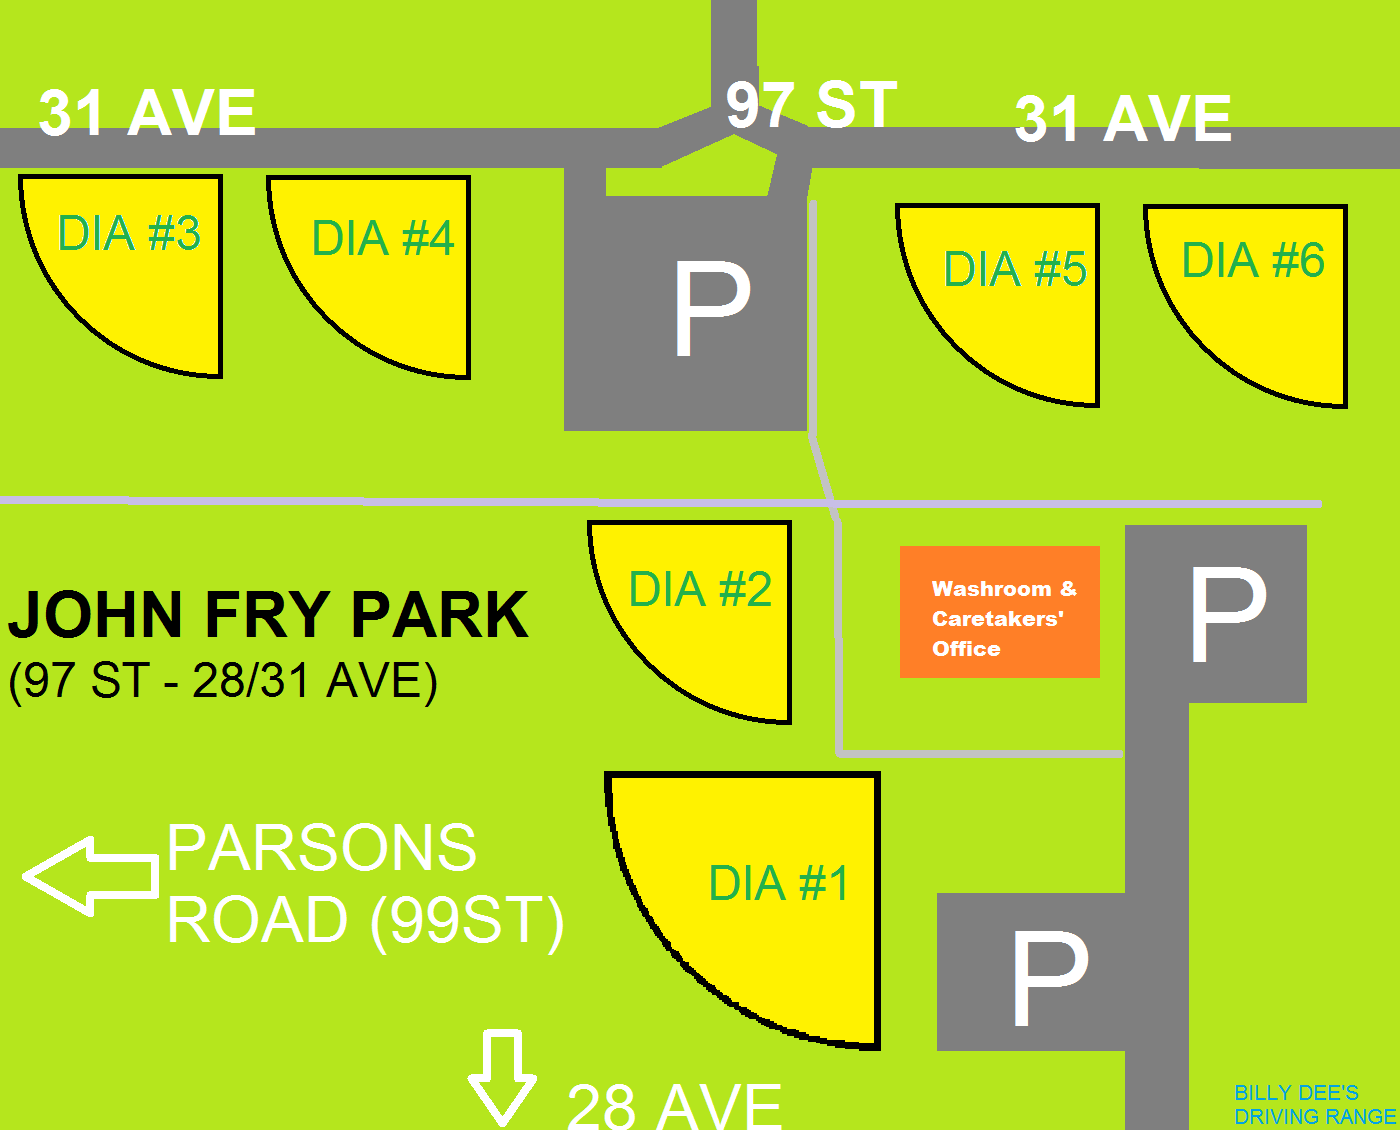 31 AVE
97 ST
31 AVE
DIA #3
DIA #4
P
DIA #5
DIA #6
DIA #2
Washroom &
Caretakers'
Office
P
JOHN FRY PARK
(97 ST - 28/31 AVE)
PARSONS
ROAD (99ST)
DIA #1
P
28 AVE
BILLY DEE'S
DRIVING RANGE